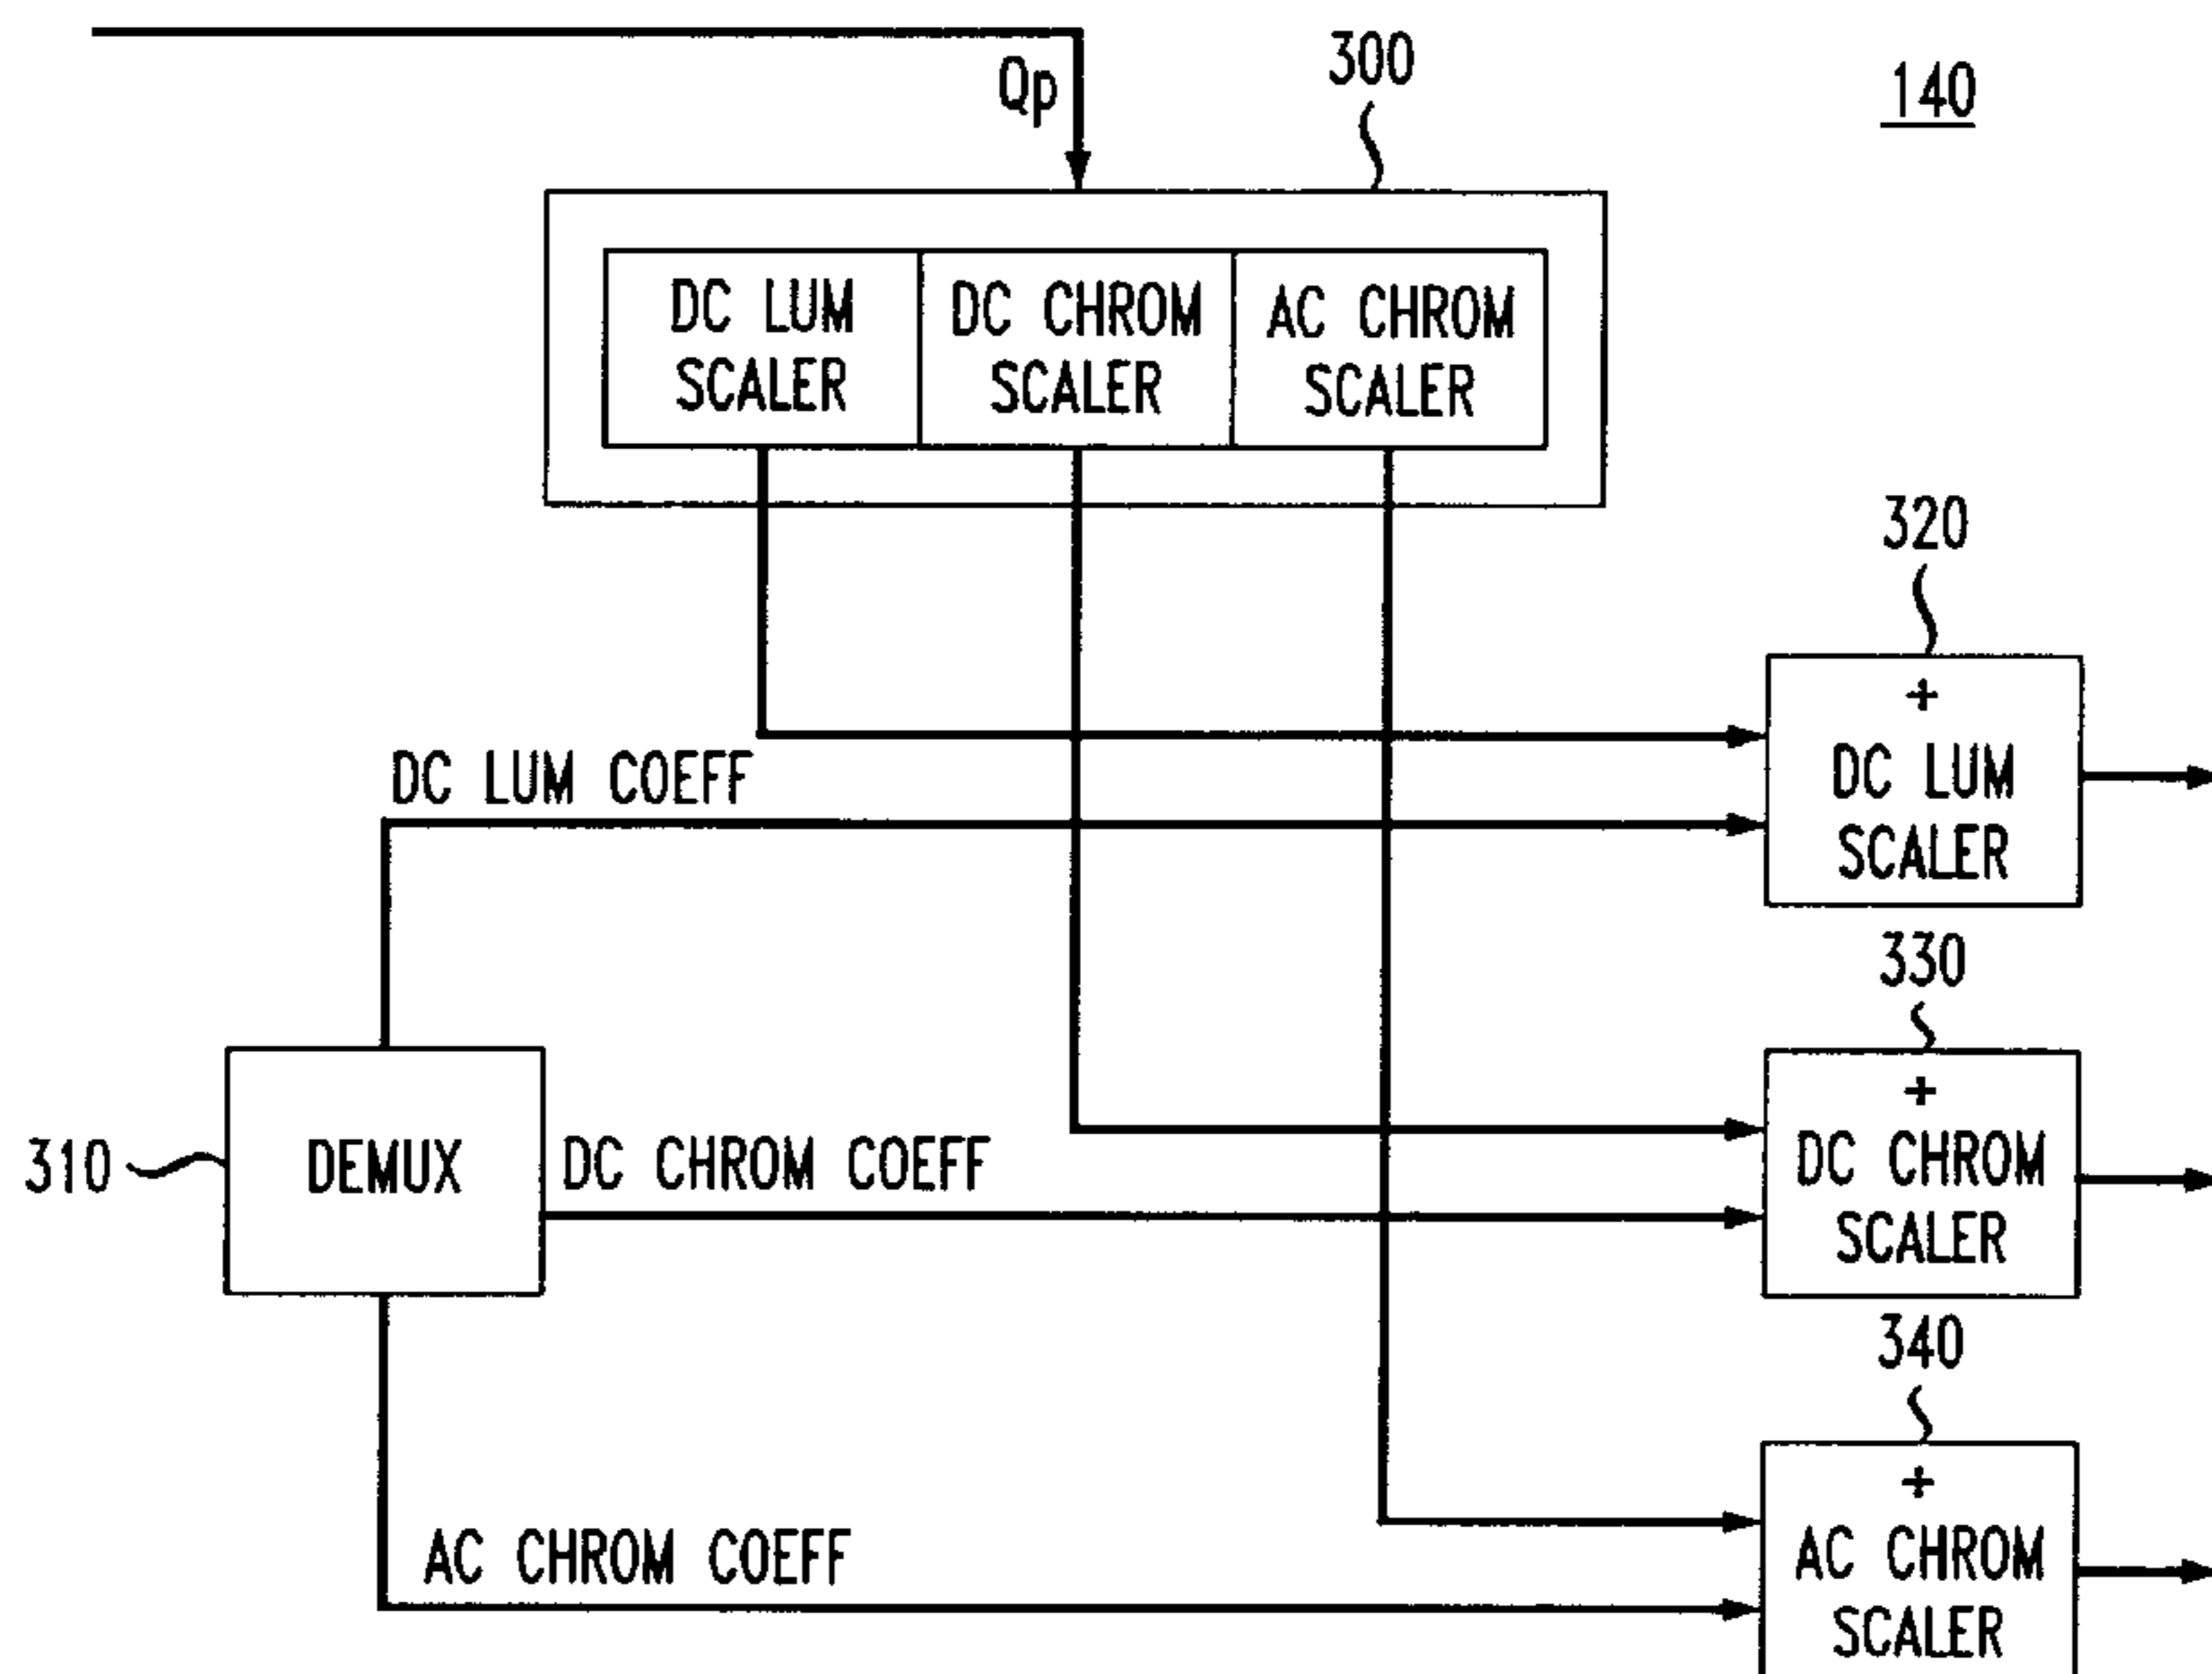 Qp
300
140
DC LUM
SCALER
DC CHROM
SCALER
AC CHROM
SCALER
320
+
DC LUM
SCALER
DC LUM COEFF
330
+
DC CHROM
SCALER
310
DEMUX
DC CHROM COEFF
340
+
AC CHROM
SCALER
AC CHROM COEFF